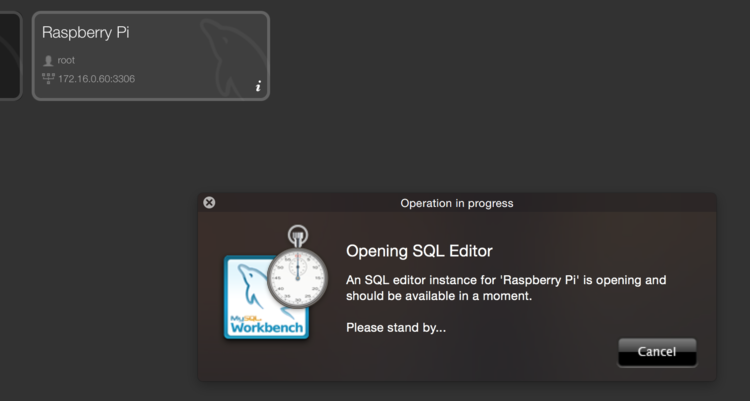 Raspberry Pi
root
172.16.0.60:3306
i
Operation in progress
Opening SQL Editor
An SQL editor instance for 'Raspberry Pi' is opening and
should be available in a moment.
Please stand by...
MySQL
Workbench
Cancel